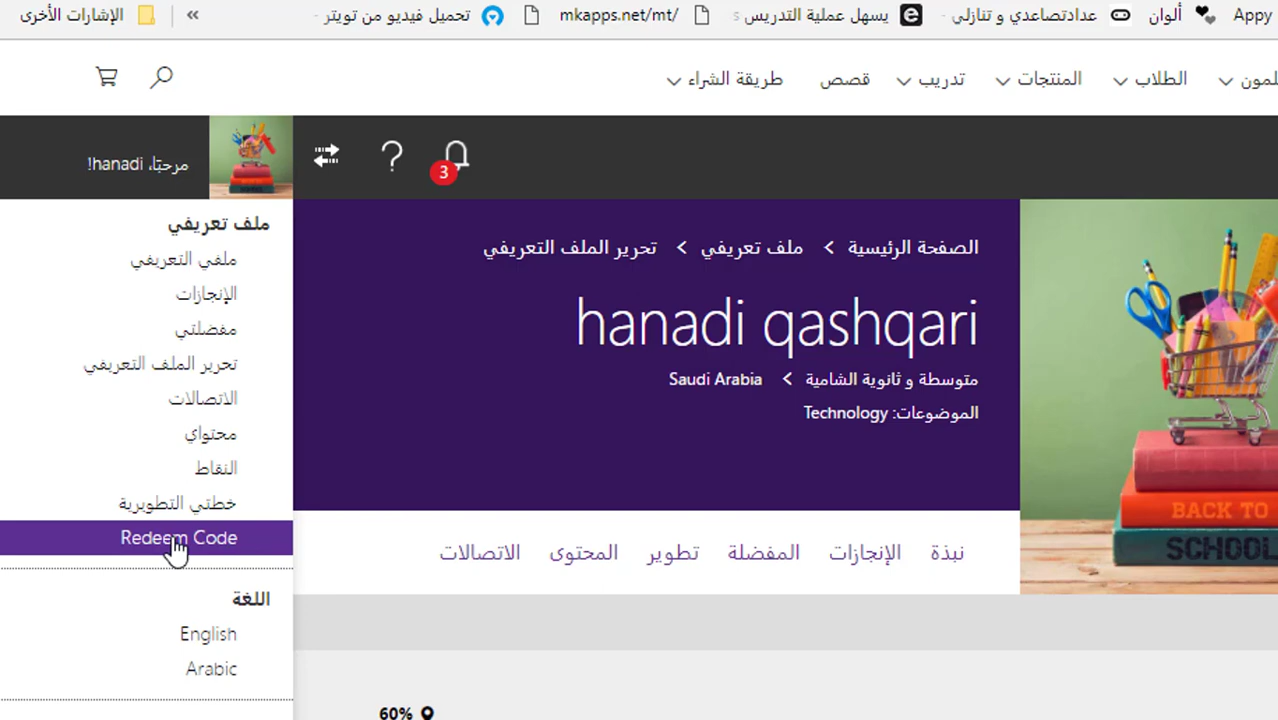 Appy
ألوان
عدادتصاعدي و تنازلي -
يسهل عملية التدريس
mkapps.net/mt/
تحميل فيديو من تويتر -
»
الإشارات الأخرى
طريقة الشراء
قصص
تدريب
المنتجات
الطلاب
لمون
مرحبًا، hanadi!
3
ملف تعريفي
ملفي التعريفي
الإنجازات
مفضلتي
تحرير الملف التعريفي
الاتصالات
محتواي
النقاط
خطتي التطويرية
Redeem Code
اللغة
English
Arabic
الصفحة الرئيسية > ملف تعريفي > تحرير الملف التعريفي
hanadi qashqari
متوسطة و ثانوية الشامية > Saudi Arabia
الموضوعات: Technology
نبذة الإنجازات المفضلة تطوير المحتوى الاتصالات
BACK TO
SCHOOL
60%